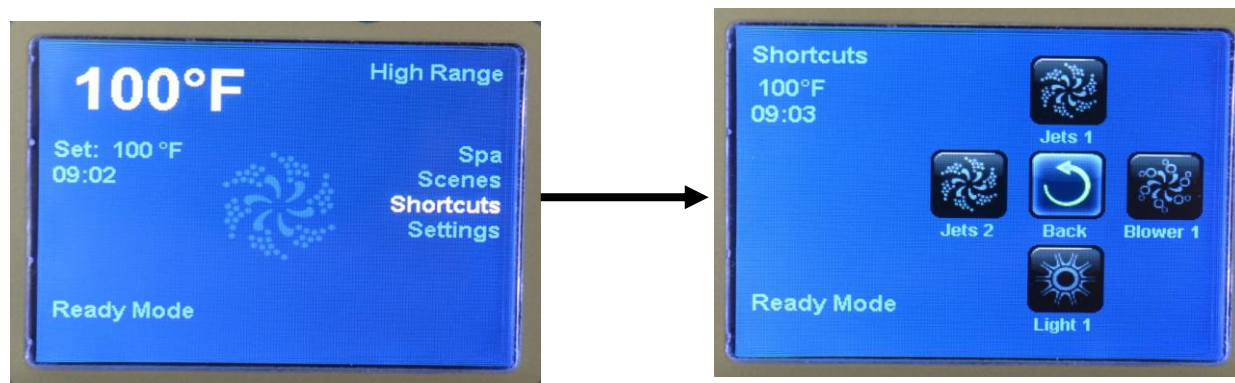 100°F
High Range
Set: 100 °F
09:02
Spa
Scenes
Shortcuts
Settings
Ready Mode
Shortcuts
100°F
09:03
Jets 1
Jets 2
Back
Blower 1
Light 1
Ready Mode